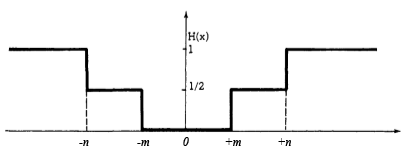 H(x)
1
1/2
-n -m 0 +m +n